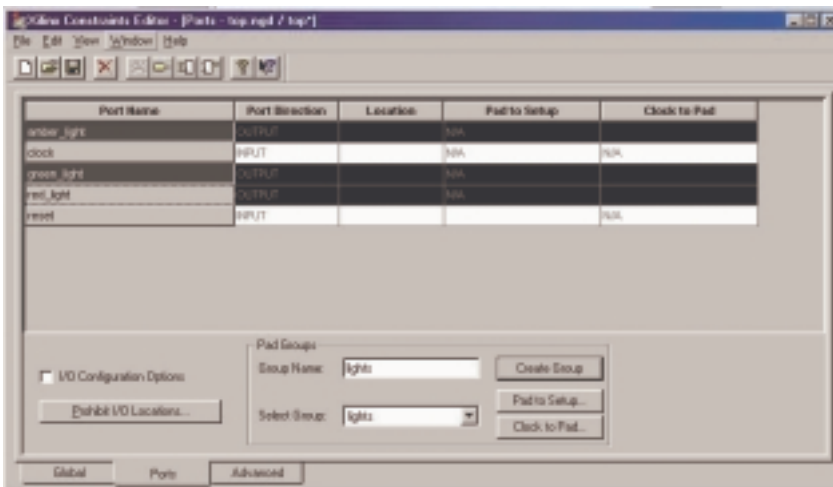 Xilinx Constraints Editor - [Ports - top.ngd / top*]
File Edit View Window Help
Port Name Port Direction Location Pad to Setup Clock to Pad
amber_light OUTPUT N/A
clock INPUT N/A N/A
green_light OUTPUT N/A
red_light OUTPUT N/A
reset INPUT N/A
Pad Groups
I/O Configuration Options
Group Name: lights Create Group
Prohibit I/O Locations...
Select Group: lights Pad to Setup...
Clock to Pad...
Global Ports Advanced